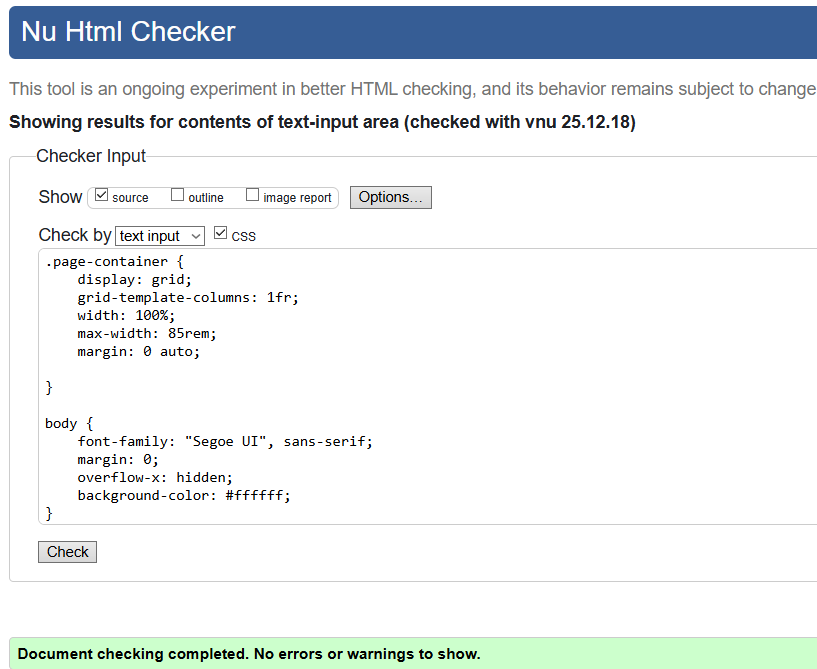 Nu Html Checker
This tool is an ongoing experiment in better HTML checking, and its behavior remains subject to change
Showing results for contents of text-input area (checked with vnu 25.12.18)
Checker Input
Show source outline image report Options...
Check by text input CSS
.page-container {
    display: grid;
    grid-template-columns: 1fr;
    width: 100%;
    max-width: 85rem;
    margin: 0 auto;

}

body {
    font-family: "Segoe UI", sans-serif;
    margin: 0;
    overflow-x: hidden;
    background-color: #ffffff;
}
Check
Document checking completed. No errors or warnings to show.